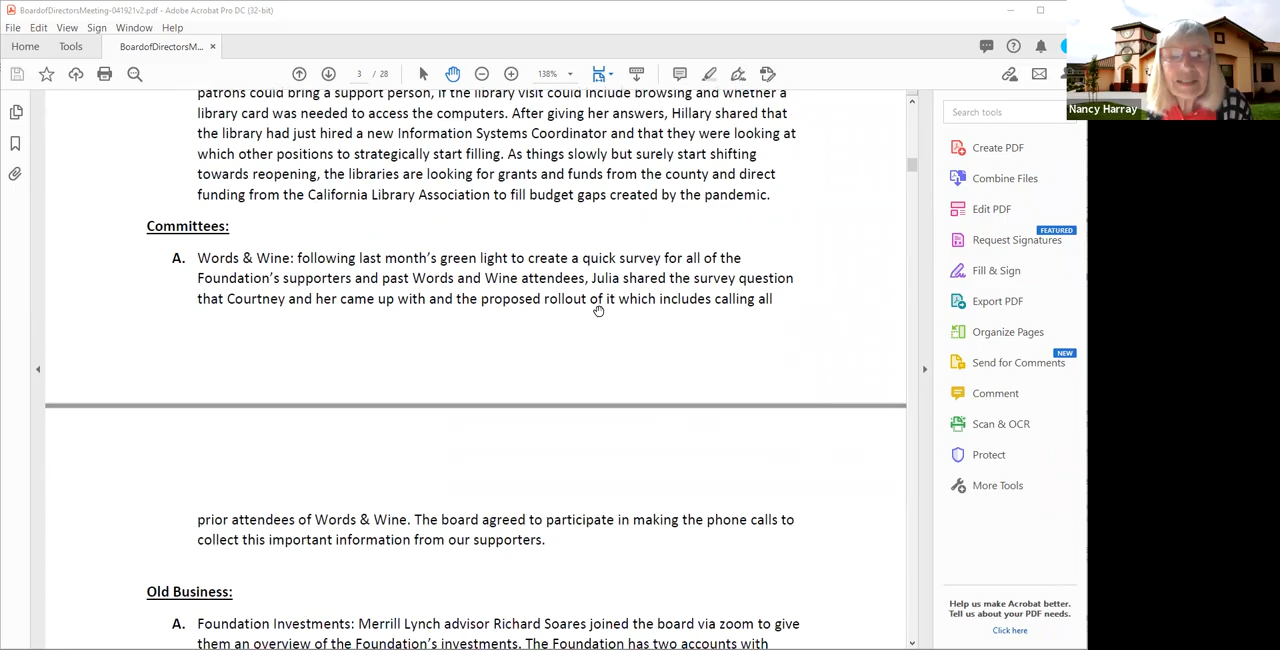 BoardofDirectorsMeeting-041921v2.pdf - Adobe Acrobat Pro DC (32-bit)
File Edit View Sign Window Help
Home Tools BoardofDirectorsM... ×
3 / 28 138%
patrons could bring a support person, if the library visit could include browsing and whether a
library card was needed to access the computers. After giving her answers, Hillary shared that
the library had just hired a new Information Systems Coordinator and that they were looking at
which other positions to strategically start filling. As things slowly but surely start shifting
towards reopening, the libraries are looking for grants and funds from the county and direct
funding from the California Library Association to fill budget gaps created by the pandemic.
Committees:
A. Words & Wine: following last month's green light to create a quick survey for all of the
Foundation's supporters and past Words and Wine attendees, Julia shared the survey question
that Courtney and her came up with and the proposed rollout of it which includes calling all
prior attendees of Words & Wine. The board agreed to participate in making the phone calls to
collect this important information from our supporters.
Old Business:
A. Foundation Investments: Merrill Lynch advisor Richard Soares joined the board via zoom to give
them an overview of the Foundation's investments. The Foundation has two accounts with
Search tools
Create PDF
Combine Files
Edit PDF
FEATURED
Request Signatures
Fill & Sign
Export PDF
Organize Pages
NEW
Send for Comments
Comment
Scan & OCR
Protect
More Tools
Help us make Acrobat better.
Tell us about your PDF needs.
Click here
Nancy Harray